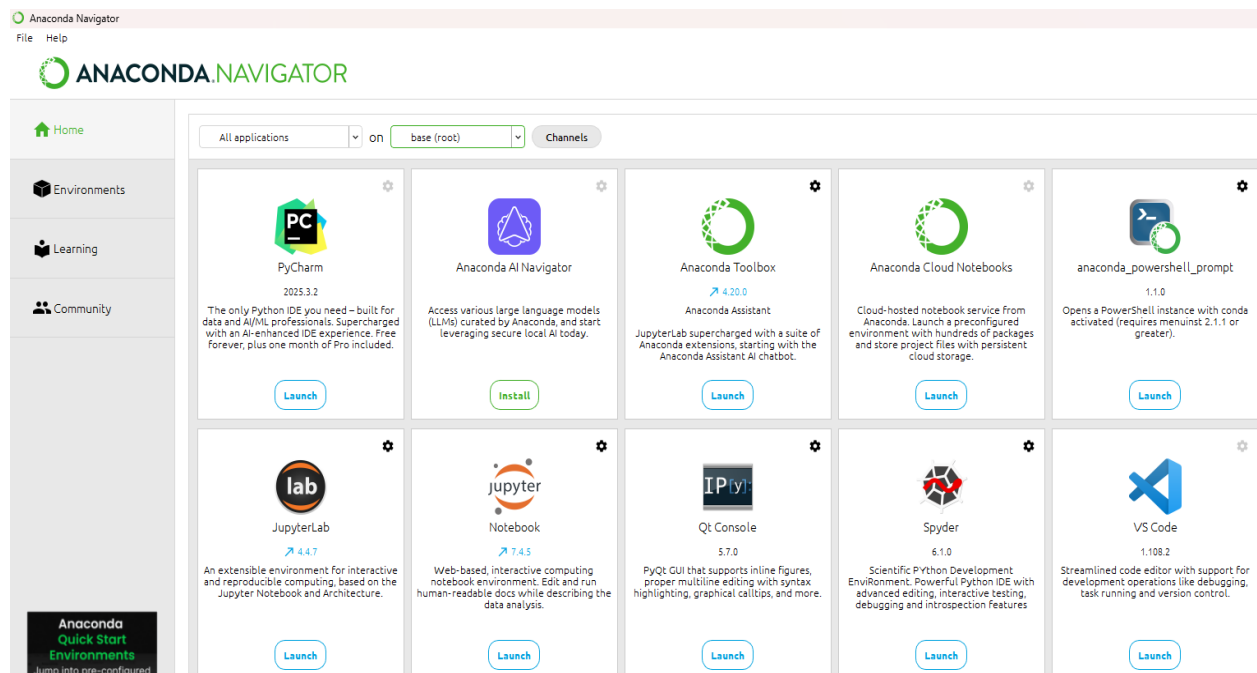 Anaconda Navigator
File Help
ANACONDA.NAVIGATOR
Home
Environments
Learning
Community
All applications on base (root) Channels
PC
PyCharm
2025.3.2
The only Python IDE you need – built for
data and AI/ML professionals. Supercharged
with an AI-enhanced IDE experience. Free
forever, plus one month of Pro included.
Launch
Anaconda AI Navigator
Access various large language models
(LLMs) curated by Anaconda, and start
leveraging secure local AI today.
Install
Anaconda Toolbox
4.20.0
Anaconda Assistant
JupyterLab supercharged with a suite of
Anaconda extensions, starting with the
Anaconda Assistant AI chatbot.
Launch
Anaconda Cloud Notebooks
Cloud-hosted notebook service from
Anaconda. Launch a preconfigured
environment with hundreds of packages
and store project files with persistent
cloud storage.
Launch
anaconda_powershell_prompt
1.1.0
Opens a PowerShell instance with conda
activated (requires menuinst 2.1.1 or
greater).
Launch
lab
JupyterLab
4.4.7
An extensible environment for interactive
and reproducible computing, based on the
Jupyter Notebook and Architecture.
Launch
jupyter
Notebook
7.4.5
Web-based, interactive computing
notebook environment. Edit and run
human-readable docs while describing the
data analysis.
Launch
IP[y]:
Qt Console
5.7.0
PyQt GUI that supports inline figures,
proper multiline editing with syntax
highlighting, graphical calltips, and more.
Launch
Spyder
6.1.0
Scientific PYthon Development
EnviRonment. Powerful Python IDE with
advanced editing, interactive testing,
debugging and introspection features
Launch
VS Code
1.108.2
Streamlined code editor with support for
development operations like debugging,
task running and version control.
Launch
Anaconda
Quick Start
Environments
Jump into pre-configured